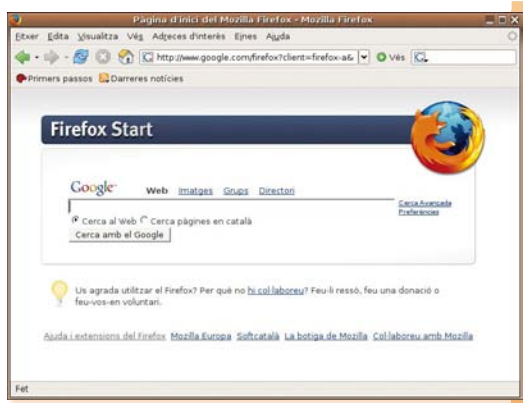 Pàgina d'inici del Mozilla Firefox - Mozilla Firefox
Fitxer Edita Visualitza Vés Adreces d'interès Eines Ajuda
http://www.google.com/firefox?client=firefox-a& Vés
Primers passos Darreres notícies
Firefox Start
Google Web Imatges Grups Directori
Cerca Avançada
Preferències
Cerca al Web Cerca pàgines en català
Cerca amb el Google
Us agrada utilitzar el Firefox? Per què no hi col·laboreu? Feu-li ressò, feu una donació o
feu-vos-en voluntari.
Ajuda i extensions del Firefox Mozilla Europa Softcatalà La botiga de Mozilla Col·laboreu amb Mozilla
Fet